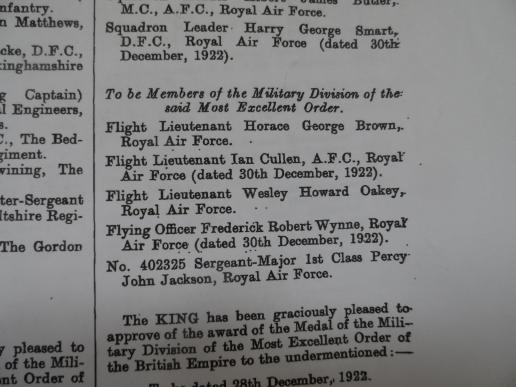 nfantry.
n Matthews,
cke, D.F.C.,
kinghamshire
g Captain)
l Engineers,
s.
C., The Bed-
giment.
wining, The
ter-Sergeant
ltshire Regi-
The Gordon
y pleased to
of the Mili-
nt Order of
James Butler,
M.C., A.F.C., Royal Air Force.
Squadron Leader Harry George Smart,
D.F.C., Royal Air Force (dated 30th
December, 1922).
To be Members of the Military Division of the
said Most Excellent Order.
Flight Lieutenant Horace George Brown,
Royal Air Force.
Flight Lieutenant Ian Cullen, A.F.C., Royal
Air Force (dated 30th December, 1922).
Flight Lieutenant Wesley Howard Oakey,
Royal Air Force.
Flying Officer Frederick Robert Wynne, Royal
Air Force (dated 30th December, 1922).
No. 402325 Sergeant-Major 1st Class Percy
John Jackson, Royal Air Force.
The KING has been graciously pleased to
approve of the award of the Medal of the Mili-
tary Division of the Most Excellent Order of
the British Empire to the undermentioned:—
dated 28th December, 1922.